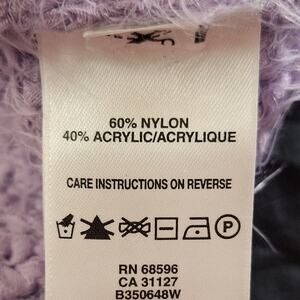 60% NYLON
40% ACRYLIC/ACRYLIQUE
CARE INSTRUCTIONS ON REVERSE
P
RN 68596
CA 31127
B350648W